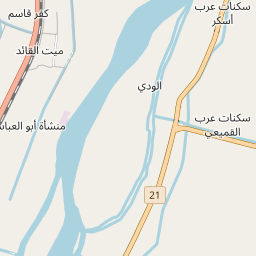 سكنات عرب
اسكر
كفر قاسم
ميت القائد
الودي
منشأة أبو العباس
سكنات عرب
القميعي
21